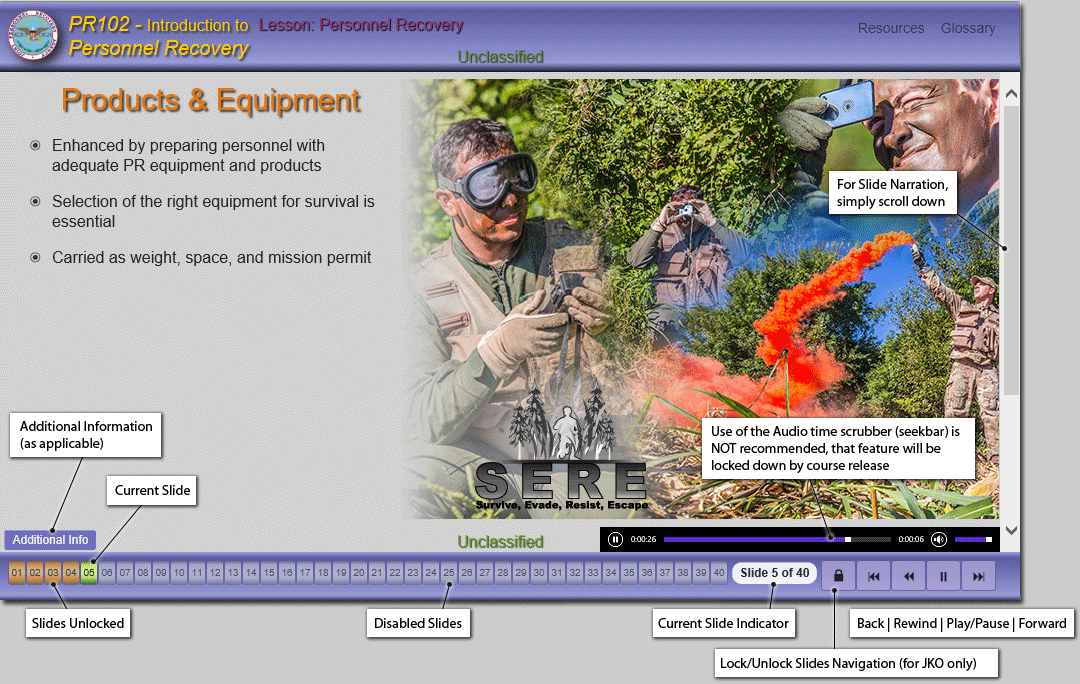 PR102 - Introduction to
Personnel Recovery
Lesson: Personnel Recovery
Unclassified
Resources
Glossary
Products & Equipment
Enhanced by preparing personnel with
adequate PR equipment and products
Selection of the right equipment for survival is
essential
Carried as weight, space, and mission permit
For Slide Narration,
simply scroll down
SERE
Survive, Evade, Resist, Escape
Use of the Audio time scrubber (seekbar) is
NOT recommended, that feature will be
locked down by course release
Additional Information
(as applicable)
Current Slide
Additional Info
Unclassified
0:00:26
0:00:06
01 02 03 04 05 06 07 08 09 10 11 12 13 14 15 16 17 18 19 20 21 22 23 24 25 26 27 28 29 30 31 32 33 34 35 36 37 38 39 40
Slide 5 of 40
Slides Unlocked
Disabled Slides
Current Slide Indicator
Back | Rewind | Play/Pause | Forward
Lock/Unlock Slides Navigation (for JKO only)